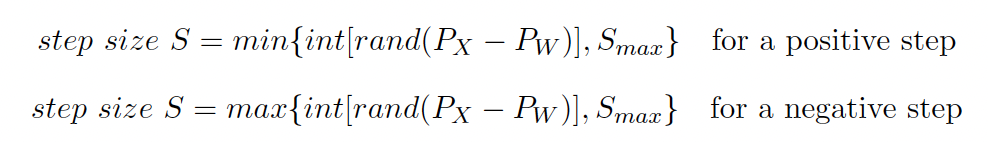 step size S = min{int[rand(P_X − P_W)], S_max} for a positive step
step size S = max{int[rand(P_X − P_W)], S_max} for a negative step